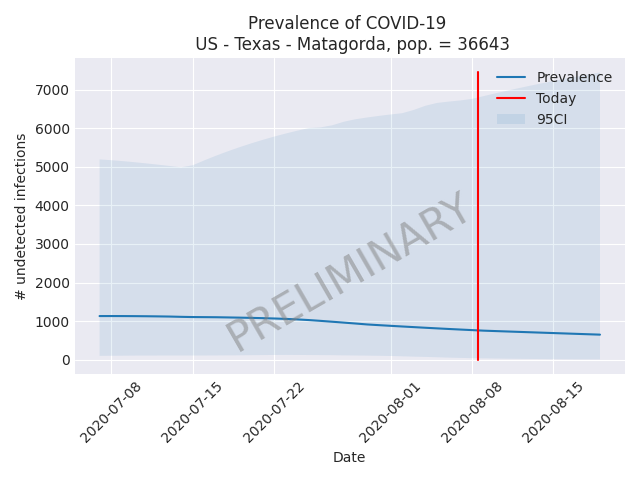 Prevalence of COVID-19
US - Texas - Matagorda, pop. = 36643
Prevalence
Today
95CI
7000
6000
5000
4000
3000
2000
1000
0
# undetected infections
PRELIMINARY
2020-07-08
2020-07-15
2020-07-22
2020-08-01
2020-08-08
2020-08-15
Date